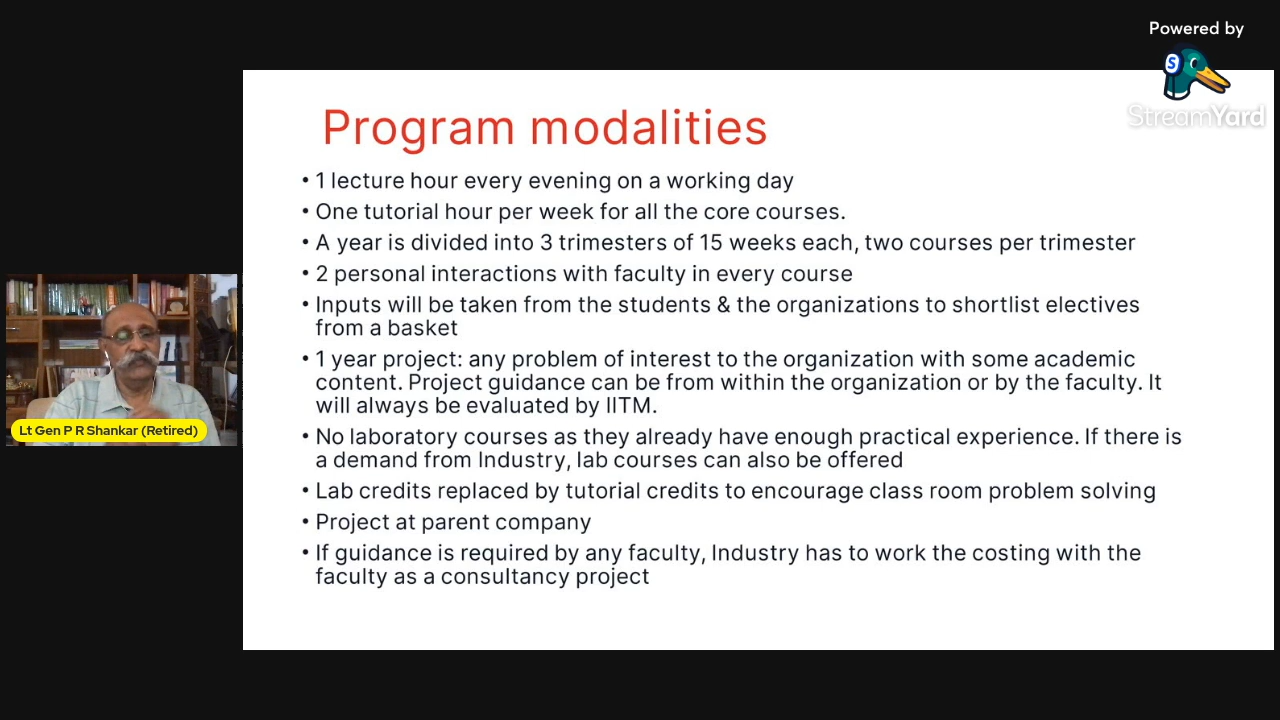 Powered by
S
StreamYard
Program modalities
• 1 lecture hour every evening on a working day
• One tutorial hour per week for all the core courses.
• A year is divided into 3 trimesters of 15 weeks each, two courses per trimester
• 2 personal interactions with faculty in every course
• Inputs will be taken from the students & the organizations to shortlist electives
from a basket
• 1 year project: any problem of interest to the organization with some academic
content. Project guidance can be from within the organization or by the faculty. It
will always be evaluated by IITM.
• No laboratory courses as they already have enough practical experience. If there is
a demand from Industry, lab courses can also be offered
• Lab credits replaced by tutorial credits to encourage class room problem solving
• Project at parent company
• If guidance is required by any faculty, Industry has to work the costing with the
faculty as a consultancy project
Lt Gen P R Shankar (Retired)